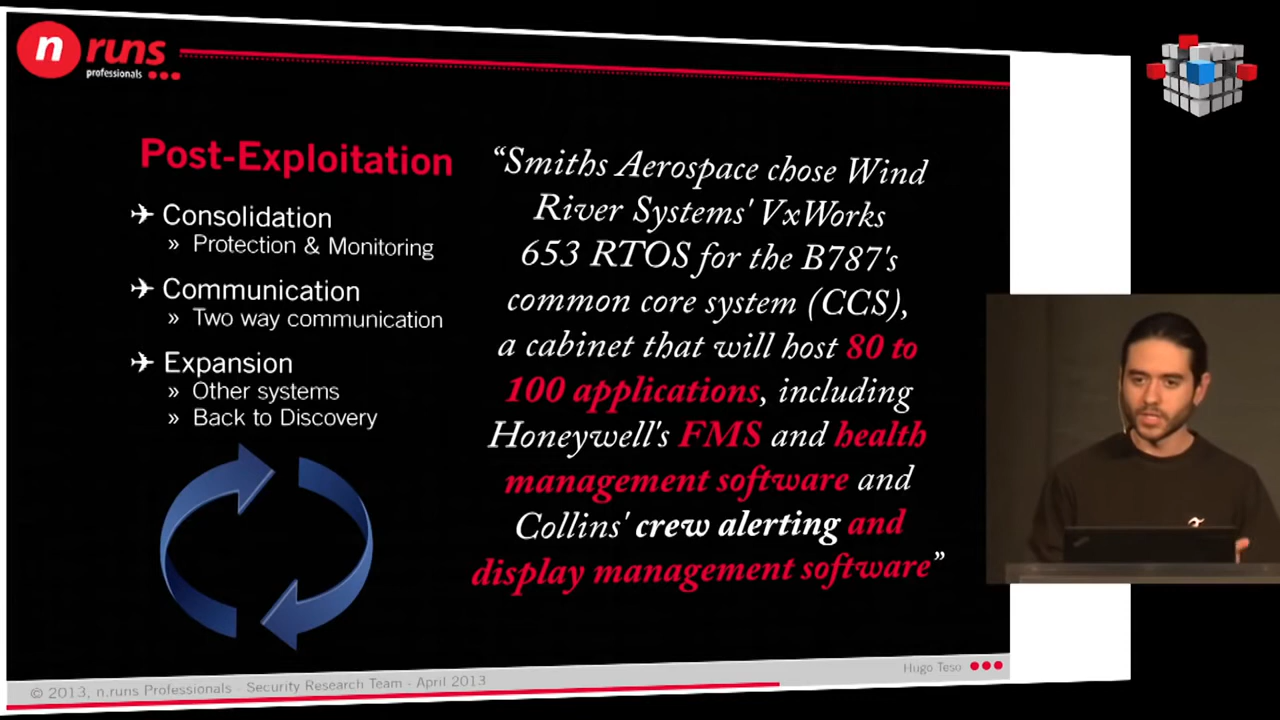 n runs
professionals
Post-Exploitation
Consolidation
» Protection & Monitoring
Communication
» Two way communication
Expansion
» Other systems
» Back to Discovery
“Smiths Aerospace chose Wind
River Systems' VxWorks
653 RTOS for the B787's
common core system (CCS),
a cabinet that will host 80 to
100 applications, including
Honeywell's FMS and health
management software and
Collins' crew alerting and
display management software”
© 2013, n.runs Professionals - Security Research Team - April 2013
Hugo Teso